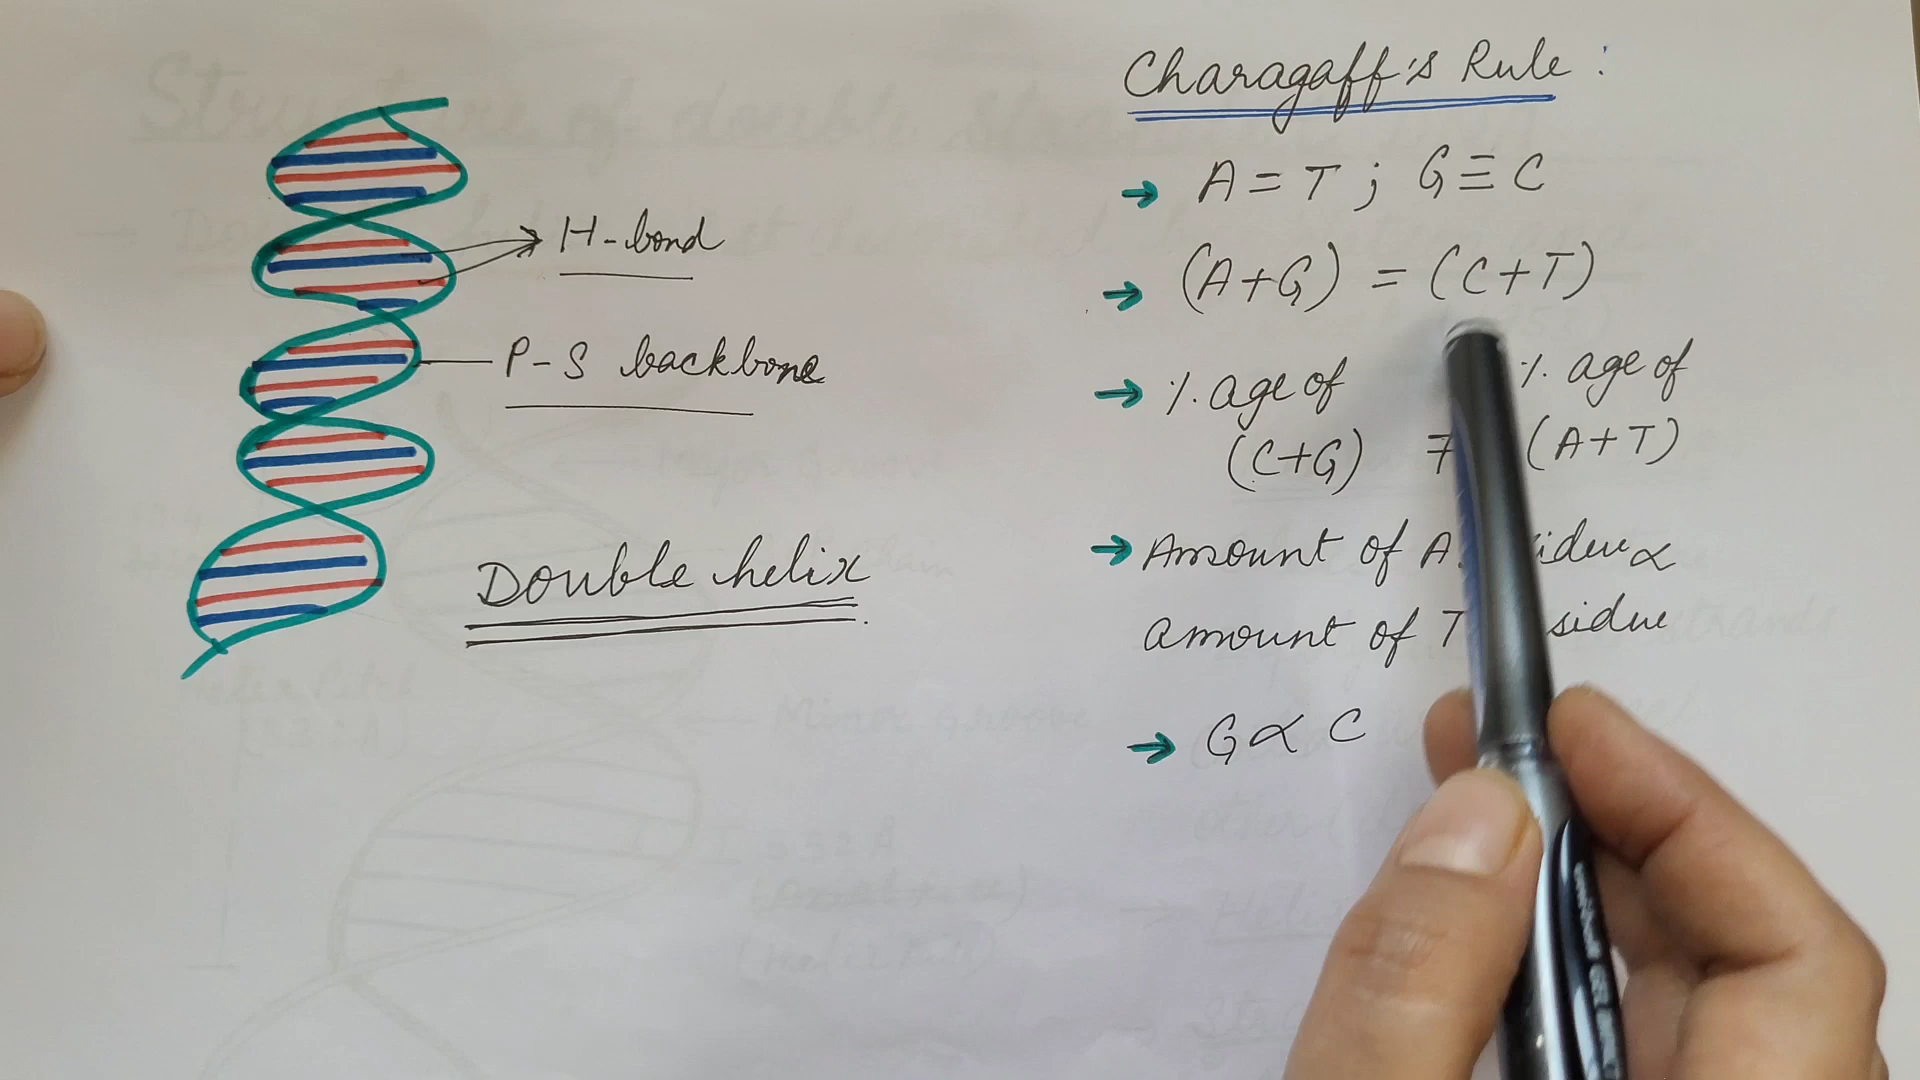 Charagaff's Rule :
→ A = T ; G ≡ C
→ (A+G) = (C+T)
→ %. age of %. age of
(C+G) ≠ (A+T)
→ Amount of A ∝
amount of T
→ G ∝ C
H-bond
P-S backbone
Double helix